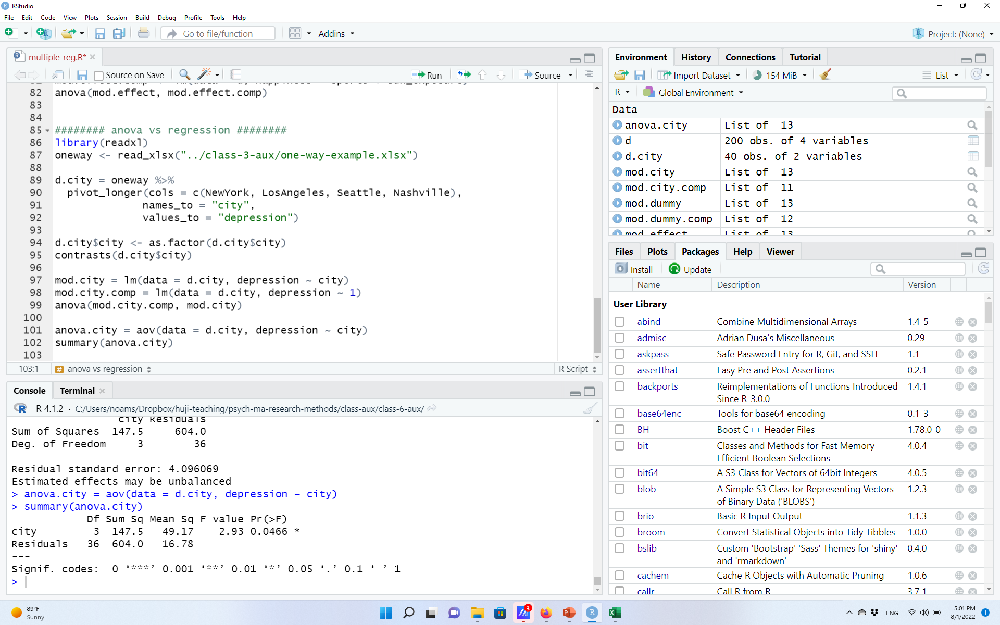 RStudio
File Edit Code View Plots Session Build Debug Profile Tools Help
Go to file/function Addins Project: (None)
multiple-reg.R*
Source on Save Run Source
82 anova(mod.effect, mod.effect.comp)
83
84
85 ######## anova vs regression ########
86 library(readxl)
87 oneway <- read_xlsx("../class-3-aux/one-way-example.xlsx")
88
89 d.city = oneway %>%
90 pivot_longer(cols = c(NewYork, LosAngeles, Seattle, Nashville),
91 names_to = "city",
92 values_to = "depression")
93
94 d.city$city <- as.factor(d.city$city)
95 contrasts(d.city$city)
96
97 mod.city = lm(data = d.city, depression ~ city)
98 mod.city.comp = lm(data = d.city, depression ~ 1)
99 anova(mod.city.comp, mod.city)
100
101 anova.city = aov(data = d.city, depression ~ city)
102 summary(anova.city)
103
103:1 anova vs regression R Script
Console Terminal
R 4.1.2 · C:/Users/noams/Dropbox/huji-teaching/psych-ma-research-methods/class-aux/class-6-aux/
city Residuals
Sum of Squares 147.5 604.0
Deg. of Freedom 3 36
Residual standard error: 4.096069
Estimated effects may be unbalanced
> anova.city = aov(data = d.city, depression ~ city)
> summary(anova.city)
Df Sum Sq Mean Sq F value Pr(>F)
city 3 147.5 49.17 2.93 0.0466 *
Residuals 36 604.0 16.78
---
Signif. codes: 0 ‘***’ 0.001 ‘**’ 0.01 ‘*’ 0.05 ‘.’ 0.1 ‘ ’ 1
>
Environment History Connections Tutorial
Import Dataset 154 MiB List
R Global Environment
Data
anova.city List of 13
d 200 obs. of 4 variables
d.city 40 obs. of 2 variables
mod.city List of 13
mod.city.comp List of 11
mod.dummy List of 13
mod.dummy.comp List of 12
mod.effect List of 13
Files Plots Packages Help Viewer
Install Update
Name Description Version
User Library
abind Combine Multidimensional Arrays 1.4-5
admisc Adrian Dusa's Miscellaneous 0.29
askpass Safe Password Entry for R, Git, and SSH 1.1
assertthat Easy Pre and Post Assertions 0.2.1
backports Reimplementations of Functions Introduced 1.4.1
Since R-3.0.0
base64enc Tools for base64 encoding 0.1-3
BH Boost C++ Header Files 1.78.0-0
bit Classes and Methods for Fast Memory- 4.0.4
Efficient Boolean Selections
bit64 A S3 Class for Vectors of 64bit Integers 4.0.5
blob A Simple S3 Class for Representing Vectors 1.2.3
of Binary Data ('BLOBS')
brio Basic R Input Output 1.1.3
broom Convert Statistical Objects into Tidy Tibbles 1.0.0
bslib Custom 'Bootstrap' 'Sass' Themes for 'shiny' 0.4.0
and 'rmarkdown'
cachem Cache R Objects with Automatic Pruning 1.0.6
callr Call R from R 3.7.1
89°F
Sunny
3
ENG
5:01 PM
8/1/2022
1